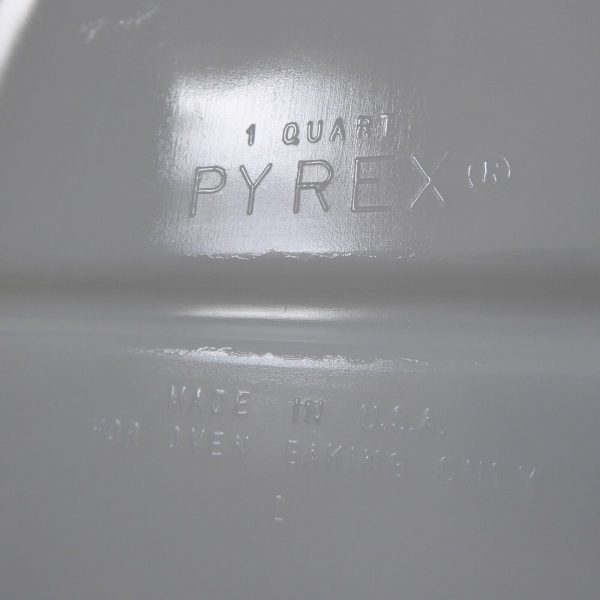 1 QUART
PYREX®
MADE IN U.S.A.
FOR OVEN BAKING ONLY